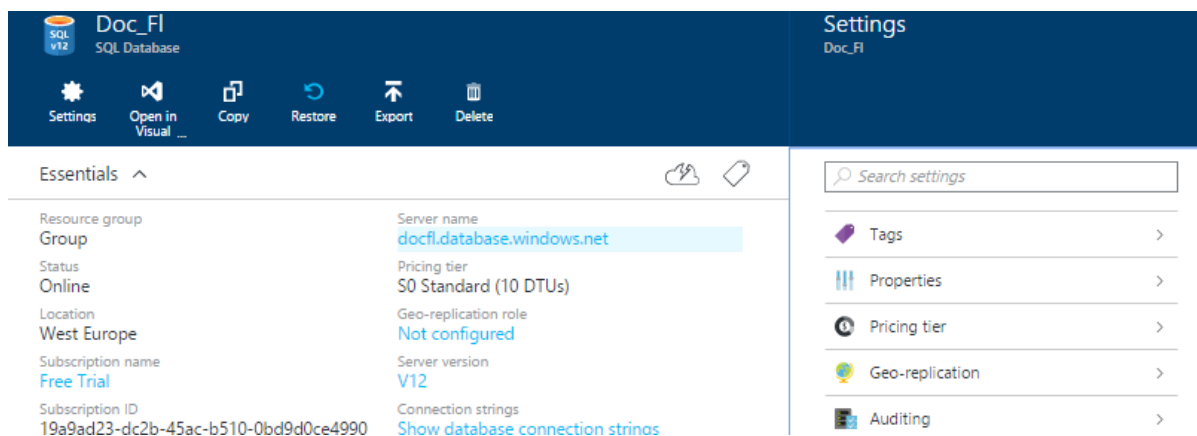 SQL
v12
Doc_Fl
SQL Database
Settings
Doc_Fl
Settings
Open in
Visual ...
Copy
Restore
Export
Delete
Essentials
Search settings
Resource group
Group
Server name
docfl.database.windows.net
Status
Online
Pricing tier
S0 Standard (10 DTUs)
Location
West Europe
Geo-replication role
Not configured
Subscription name
Free Trial
Server version
V12
Subscription ID
19a9ad23-dc2b-45ac-b510-0bd9d0ce4990
Connection strings
Show database connection strings
Tags
Properties
Pricing tier
Geo-replication
Auditing